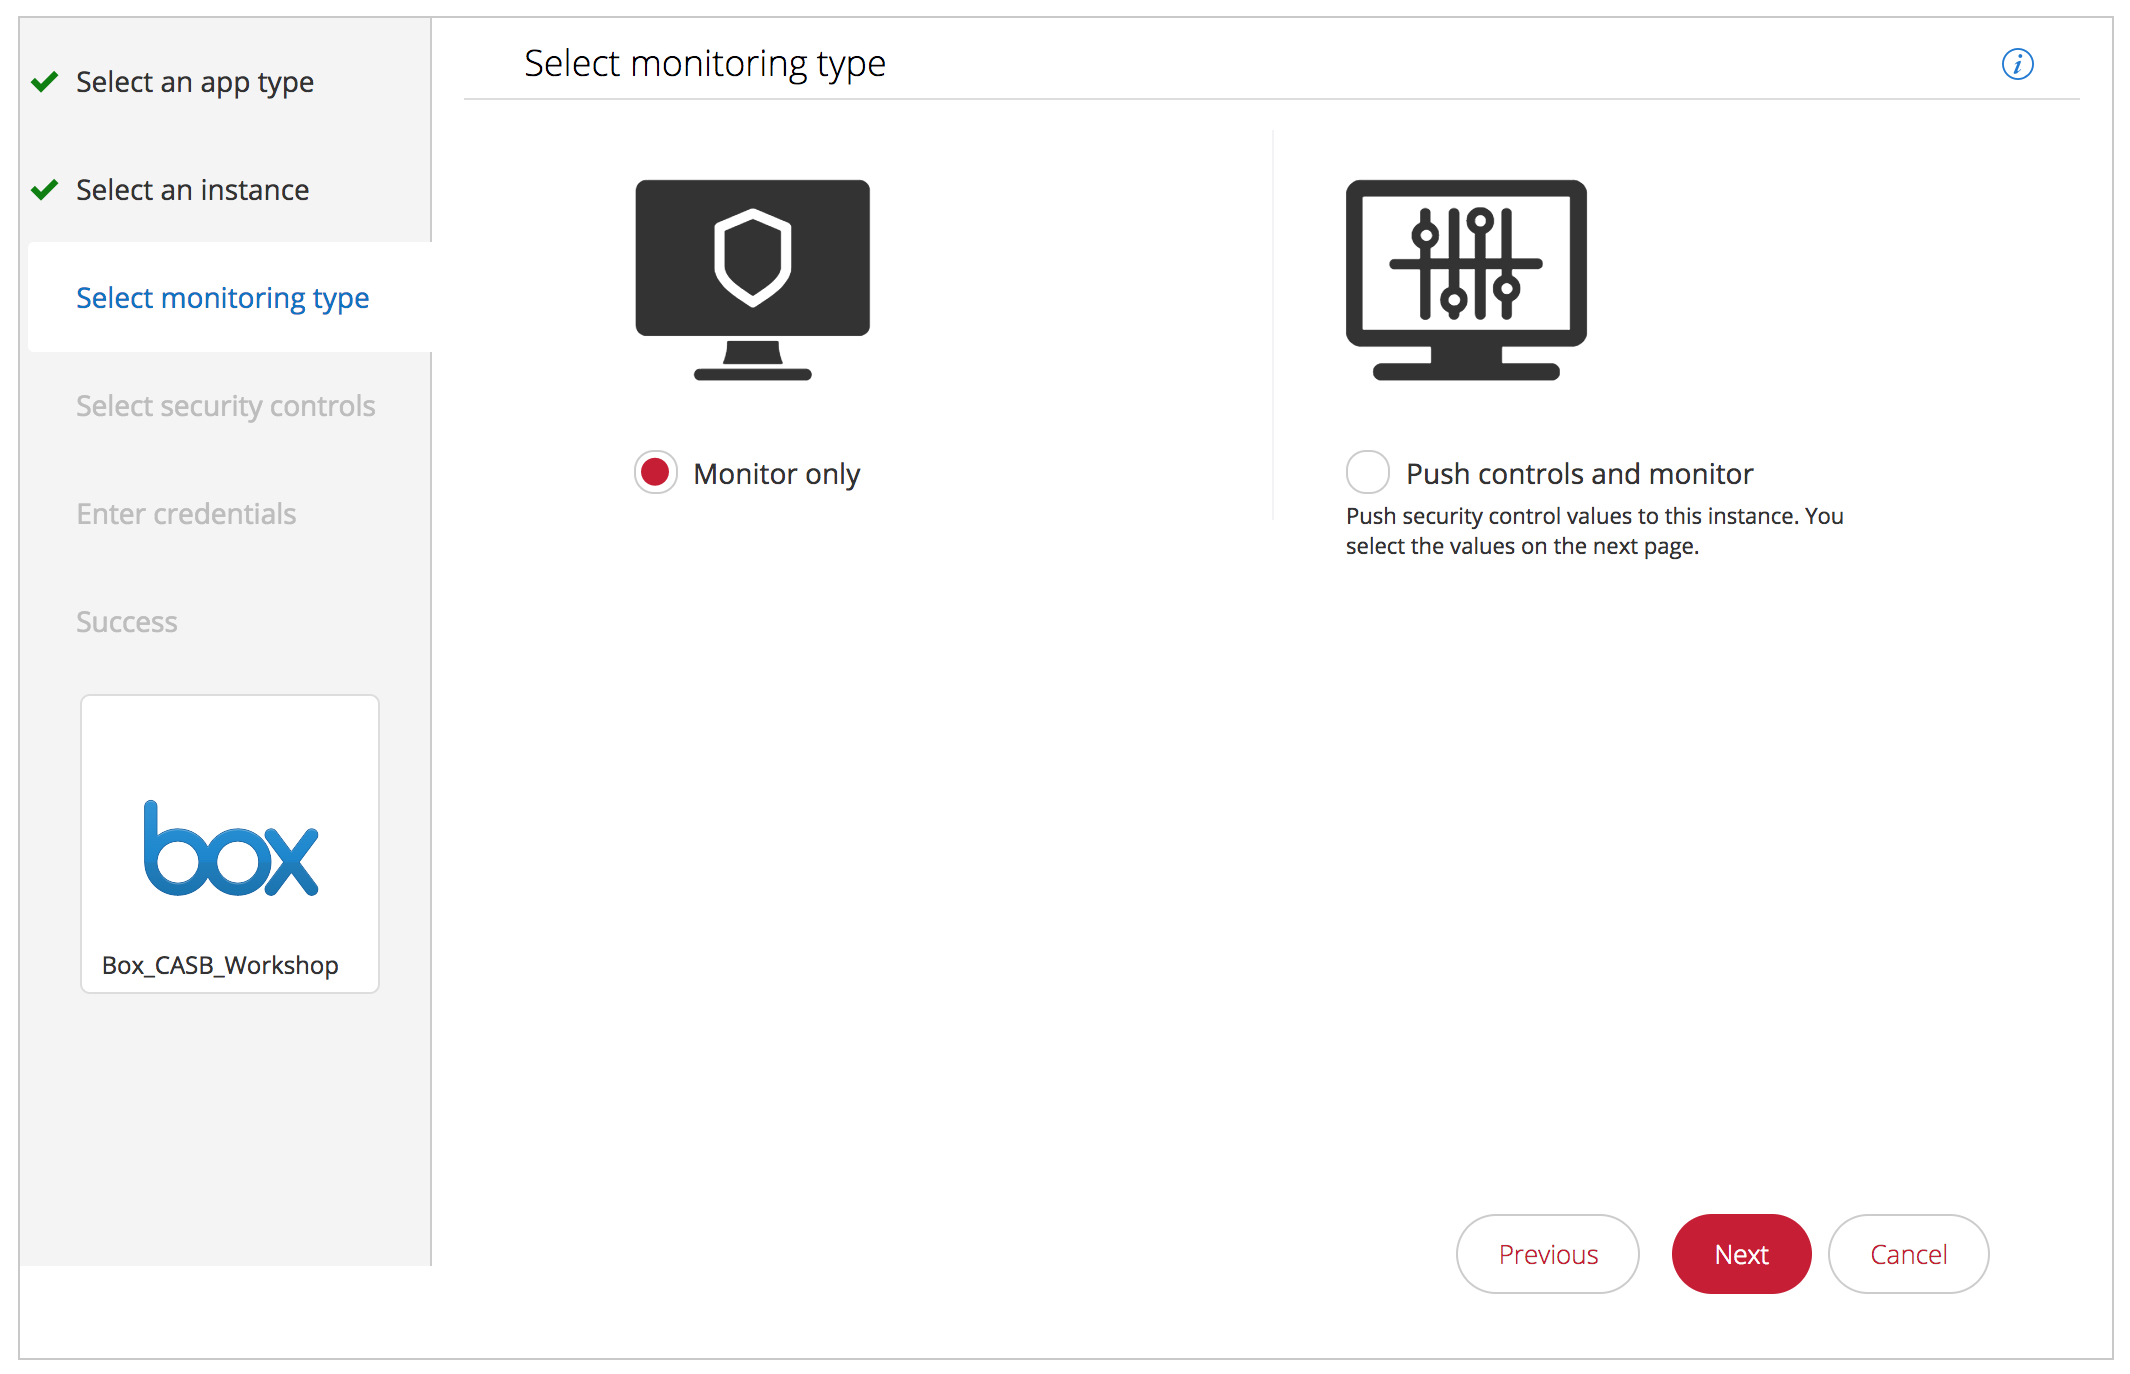 Select an app type
Select an instance
Select monitoring type
Select security controls
Enter credentials
Success
box
Box_CASB_Workshop
Select monitoring type
i
Monitor only
Push controls and monitor
Push security control values to this instance. You
select the values on the next page.
Previous
Next
Cancel